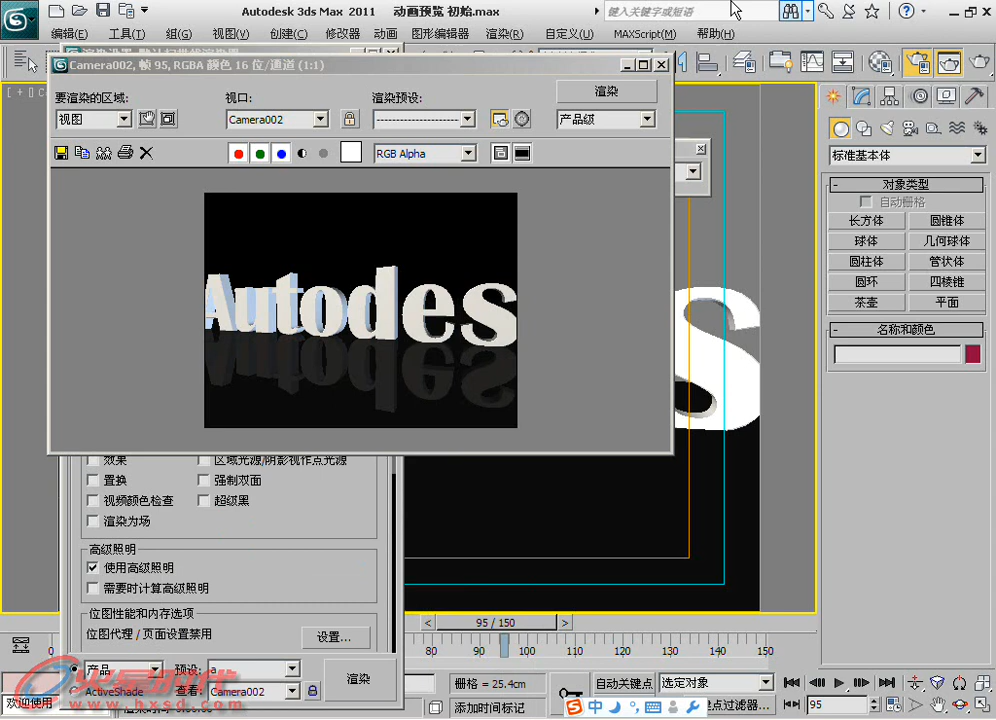 Autodesk 3ds Max 2011 动画预览 初始.max
键入关键字或短语
编辑(E) 工具(T) 组(G) 视图(V) 创建(C) 修改器 动画 图形编辑器 渲染(R) 自定义(U) MAXScript(M) 帮助(H)
Camera002, 帧 95, RGBA 颜色 16 位/通道 (1:1)
要渲染的区域: 视口: 渲染预设: 渲染
视图 Camera002 产品级
RGB Alpha
Autodes
S
标准基本体
- 对象类型
自动栅格
长方体 圆锥体
球体 几何球体
圆柱体 管状体
圆环 四棱锥
茶壶 平面
- 名称和颜色
效果 区域光源/阴影视作点光源
置换 强制双面
视频颜色检查 超级黑
渲染为场
高级照明
使用高级照明
需要时计算高级照明
位图性能和内存选项
位图代理 / 页面设置禁用 设置...
< 95 / 150 >
80 90 100 110 120 130 140 150
产品 预设: a
ActiveShade 查看: Camera002
渲染
栅格 = 25.4cm 自动关键点 选定对象
欢迎使用 添加时间标记 中 点过滤器... 95
火星时代
www.hxsd.com